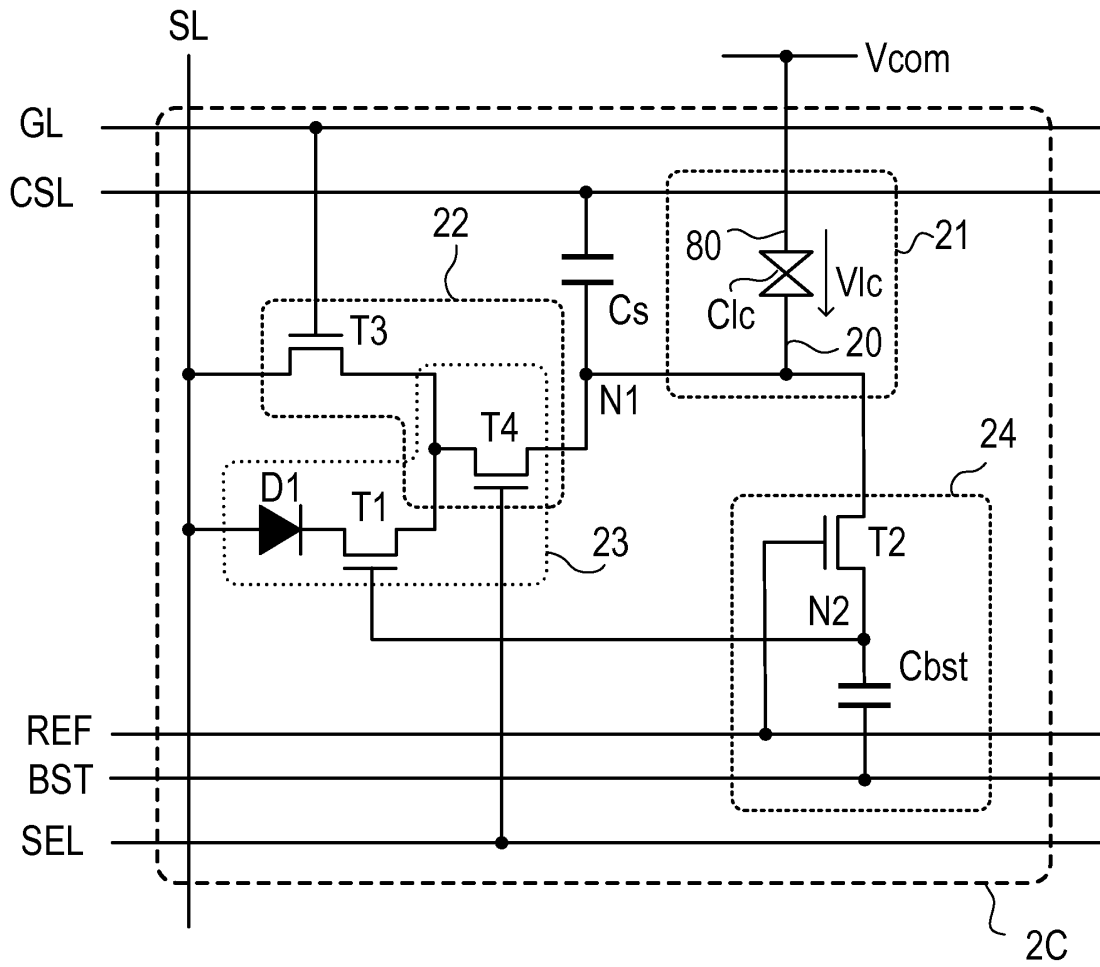 SL
Vcom
GL
CSL
22
80
21
Vlc
Clc
Cs
T3
20
N1
T4
24
D1
T1
23
T2
N2
Cbst
REF
BST
SEL
2C